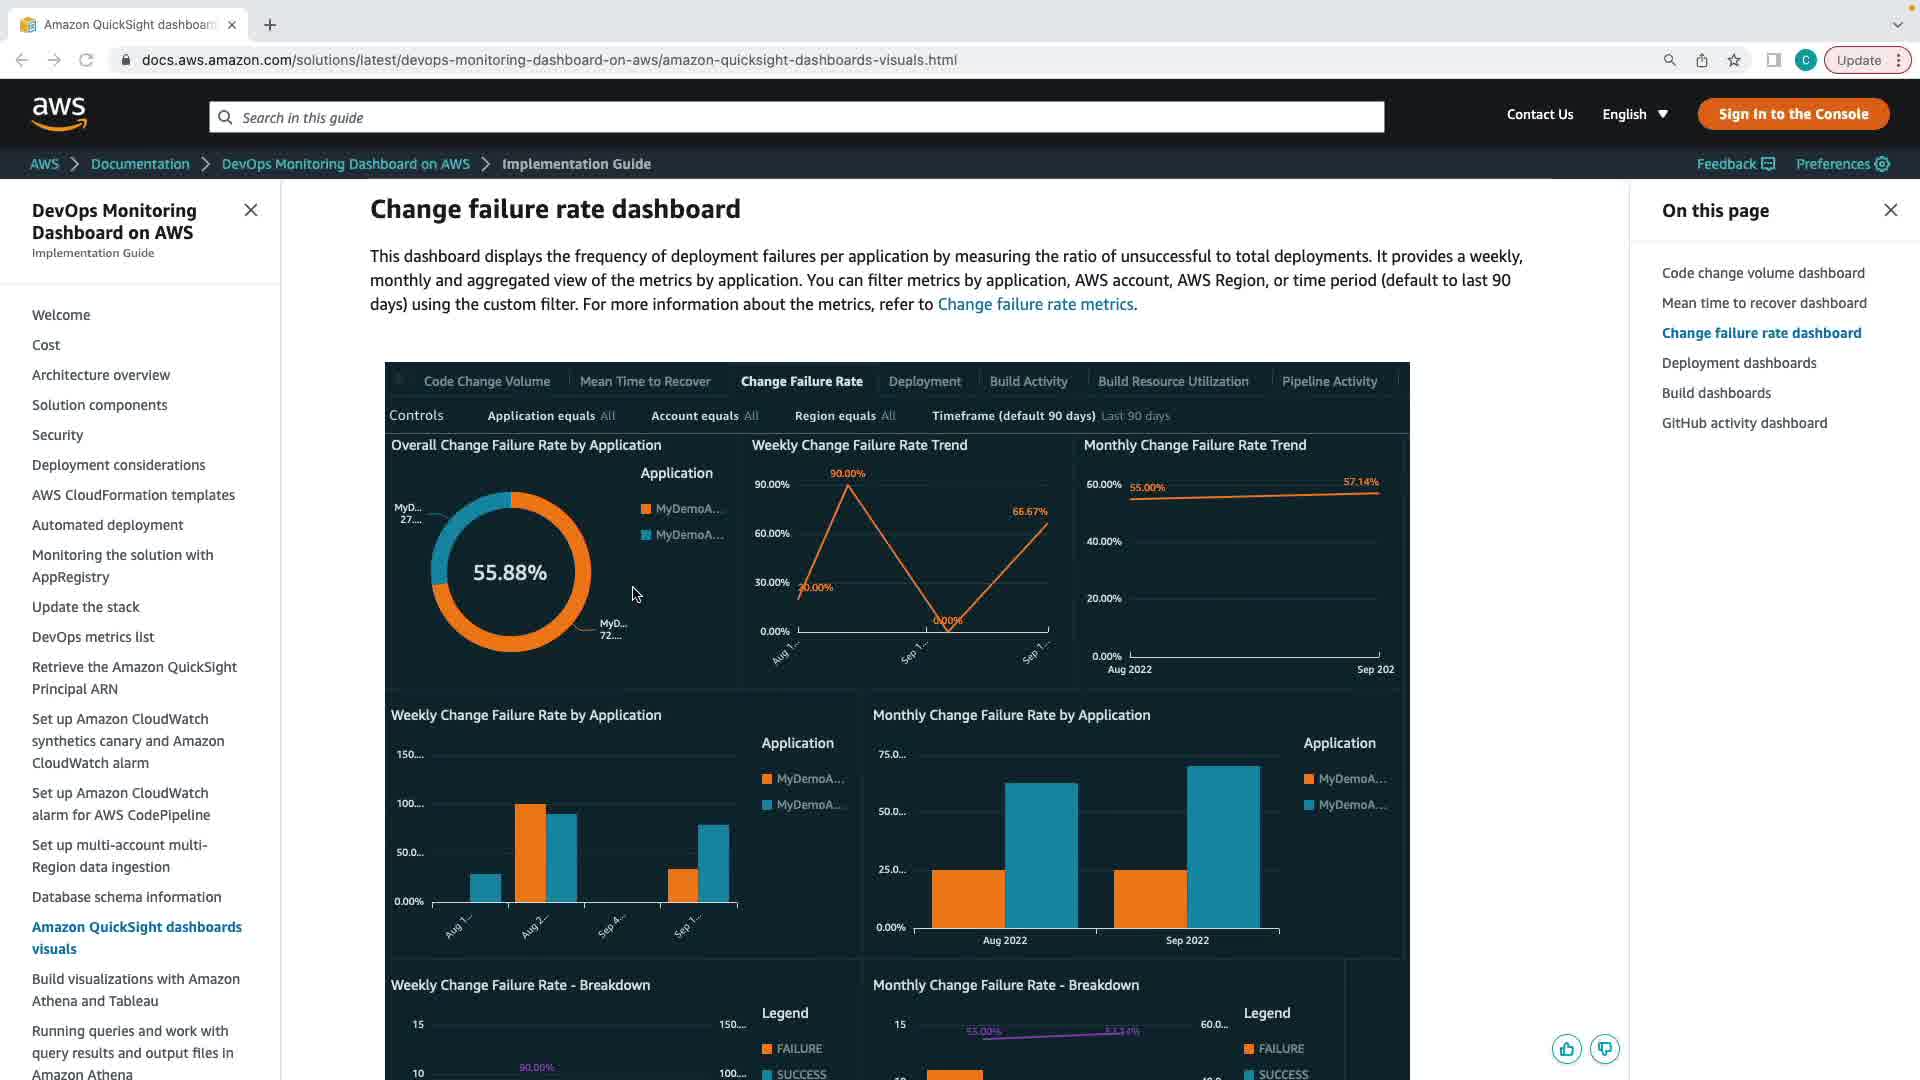 Amazon QuickSight dashboard
docs.aws.amazon.com/solutions/latest/devops-monitoring-dashboard-on-aws/amazon-quicksight-dashboards-visuals.html
C
Update
aws
Search in this guide
Contact Us
English
Sign In to the Console
AWS
Documentation
DevOps Monitoring Dashboard on AWS
Implementation Guide
Feedback
Preferences
DevOps Monitoring
Dashboard on AWS
Implementation Guide
Welcome
Cost
Architecture overview
Solution components
Security
Deployment considerations
AWS CloudFormation templates
Automated deployment
Monitoring the solution with
AppRegistry
Update the stack
DevOps metrics list
Retrieve the Amazon QuickSight
Principal ARN
Set up Amazon CloudWatch
synthetics canary and Amazon
CloudWatch alarm
Set up Amazon CloudWatch
alarm for AWS CodePipeline
Set up multi-account multi-
Region data ingestion
Database schema information
Amazon QuickSight dashboards
visuals
Build visualizations with Amazon
Athena and Tableau
Running queries and work with
query results and output files in
Amazon Athena
Change failure rate dashboard
This dashboard displays the frequency of deployment failures per application by measuring the ratio of unsuccessful to total deployments. It provides a weekly,
monthly and aggregated view of the metrics by application. You can filter metrics by application, AWS account, AWS Region, or time period (default to last 90
days) using the custom filter. For more information about the metrics, refer to Change failure rate metrics.
Code Change Volume
Mean Time to Recover
Change Failure Rate
Deployment
Build Activity
Build Resource Utilization
Pipeline Activity
Controls
Application equals All
Account equals All
Region equals All
Timeframe (default 90 days) Last 90 days
Overall Change Failure Rate by Application
Application
MyDemoA...
MyDemoA...
MyD...
27....
55.88%
MyD...
72....
Weekly Change Failure Rate Trend
90.00%
60.00%
30.00%
0.00%
20.00%
90.00%
0.00%
66.67%
Aug 1...
Sep 1...
Sep 1...
Monthly Change Failure Rate Trend
60.00%
40.00%
20.00%
0.00%
55.00%
57.14%
Aug 2022
Sep 202
Weekly Change Failure Rate by Application
150....
100....
50.0...
0.00%
Aug 1...
Aug 2...
Sep 4...
Sep 1...
Application
MyDemoA...
MyDemoA...
Monthly Change Failure Rate by Application
75.0...
50.0...
25.0...
0.00%
Aug 2022
Sep 2022
Application
MyDemoA...
MyDemoA...
Weekly Change Failure Rate - Breakdown
15
10
90.00%
150....
100....
Legend
FAILURE
SUCCESS
Monthly Change Failure Rate - Breakdown
15
55.00%
57.14%
60.0...
Legend
FAILURE
SUCCESS
On this page
Code change volume dashboard
Mean time to recover dashboard
Change failure rate dashboard
Deployment dashboards
Build dashboards
GitHub activity dashboard